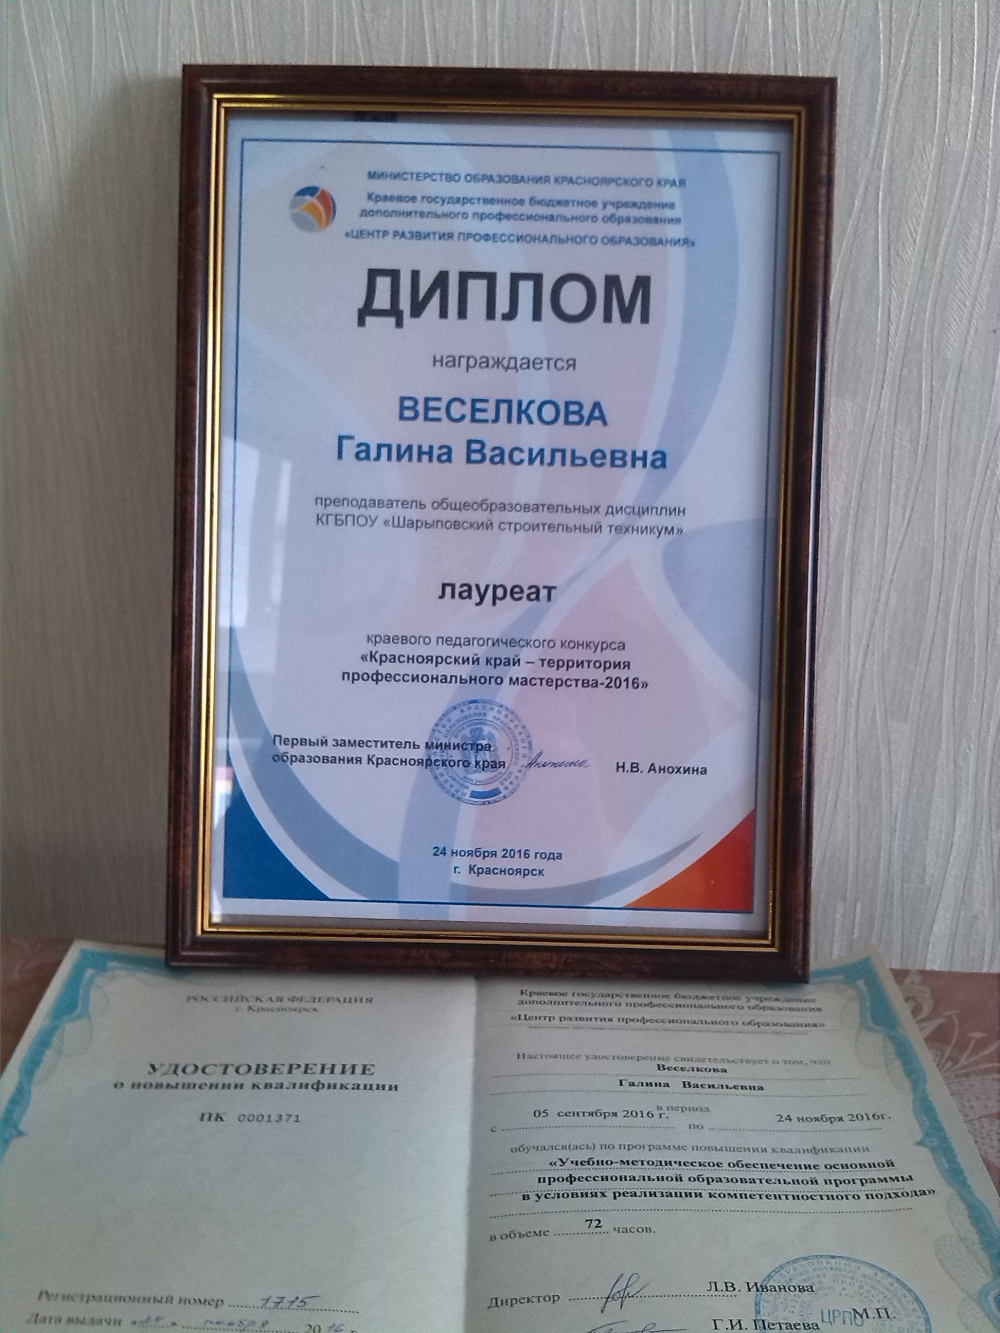 МИНИСТЕРСТВО ОБРАЗОВАНИЯ КРАСНОЯРСКОГО КРАЯ
Краевое государственное бюджетное учреждение
дополнительного профессионального образования
«ЦЕНТР РАЗВИТИЯ ПРОФЕССИОНАЛЬНОГО ОБРАЗОВАНИЯ»
ДИПЛОМ
награждается
ВЕСЕЛКОВА
Галина Васильевна
преподаватель общеобразовательных дисциплин
КГБПОУ «Шарыповский строительный техникум»
лауреат
краевого педагогического конкурса
«Красноярский край – территория
профессионального мастерства-2016»
Первый заместитель министра
образования Красноярского края
Н.В. Анохина
24 ноября 2016 года
г. Красноярск
РОССИЙСКАЯ ФЕДЕРАЦИЯ
г. Красноярск
УДОСТОВЕРЕНИЕ
о повышении квалификации
ПК 0001371
Регистрационный номер 1715
Дата выдачи ноября 2016 г.
Краевое государственное бюджетное учреждение
дополнительного профессионального образования
«Центр развития профессионального образования»
Настоящее удостоверение свидетельствует о том, что
Веселкова
Галина Васильевна
в период
с 05 сентября 2016 г. по 24 ноября 2016г.
обучался(ась) по программе повышения квалификации
«Учебно-методическое обеспечение основной
профессиональной образовательной программы
в условиях реализации компетентностного подхода»
в объеме 72 часов.
Директор Л.В. Иванова
ЦРПО М.П.
Г.И. Петаева